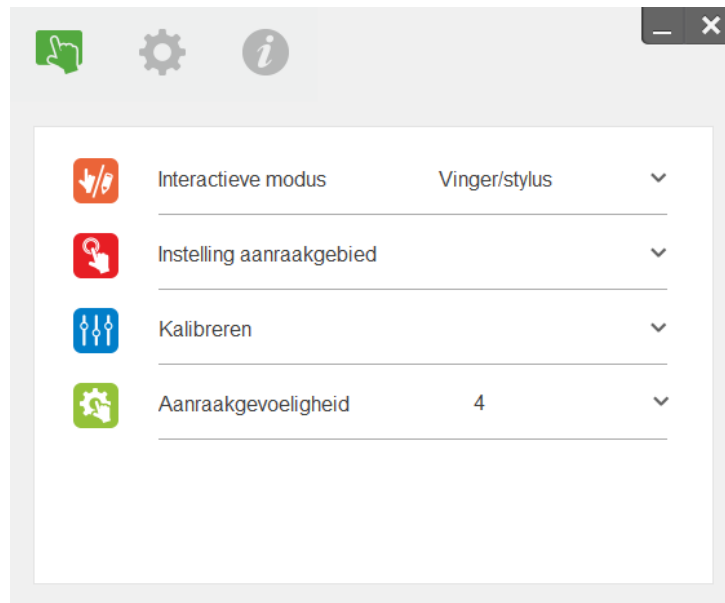 Interactieve modus Vinger/stylus
Instelling aanraakgebied
Kalibreren
Aanraakgevoeligheid 4